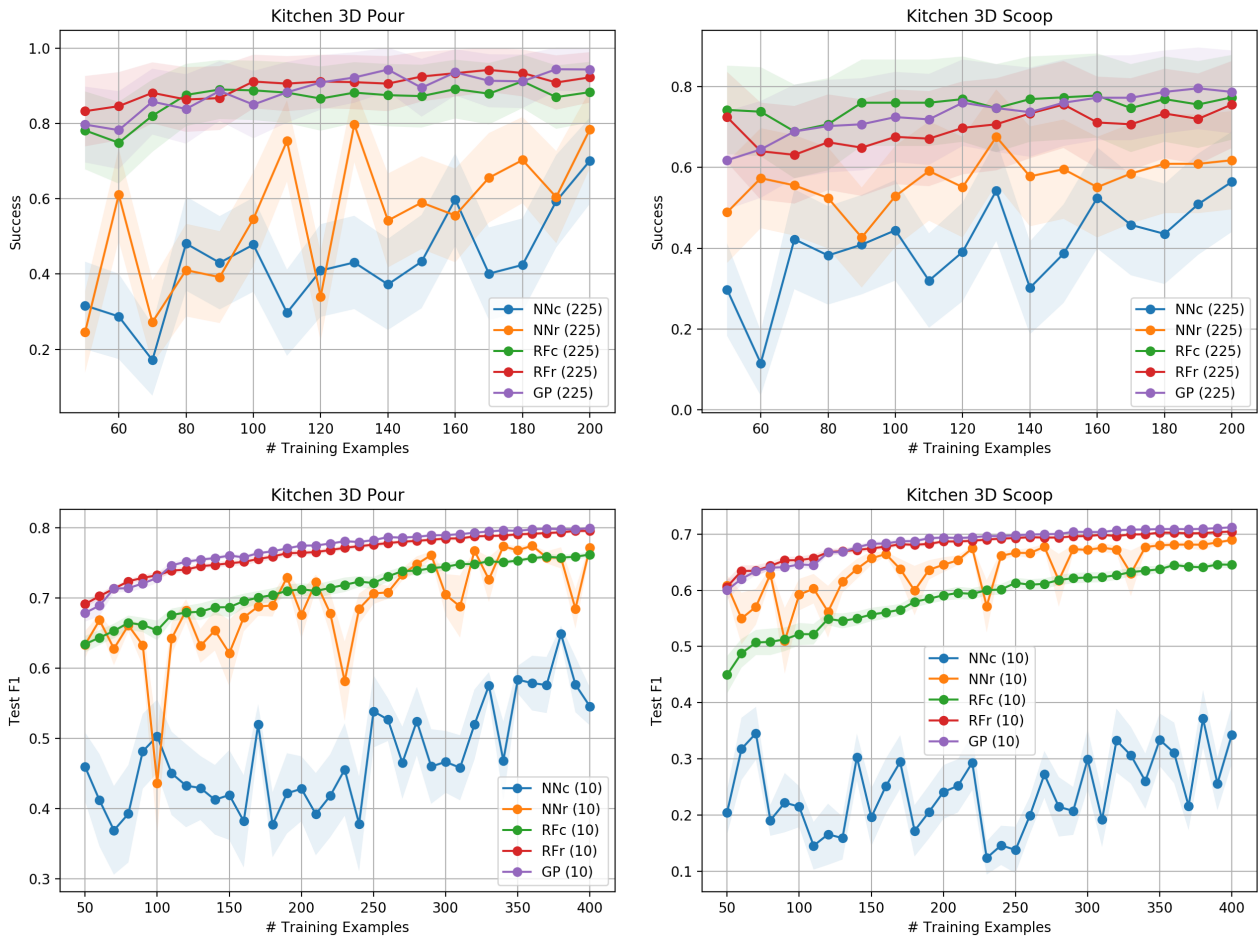 Kitchen 3D Pour
1.0
0.8
0.6
0.4
0.2
Success
60 80 100 120 140 160 180 200
# Training Examples
NNc (225)
NNr (225)
RFc (225)
RFr (225)
GP (225)
Kitchen 3D Scoop
0.8
0.6
0.4
0.2
0.0
Success
60 80 100 120 140 160 180 200
# Training Examples
NNc (225)
NNr (225)
RFc (225)
RFr (225)
GP (225)
Kitchen 3D Pour
0.8
0.7
0.6
0.5
0.4
0.3
Test F1
50 100 150 200 250 300 350 400
# Training Examples
NNc (10)
NNr (10)
RFc (10)
RFr (10)
GP (10)
Kitchen 3D Scoop
0.7
0.6
0.5
0.4
0.3
0.2
0.1
Test F1
50 100 150 200 250 300 350 400
# Training Examples
NNc (10)
NNr (10)
RFc (10)
RFr (10)
GP (10)